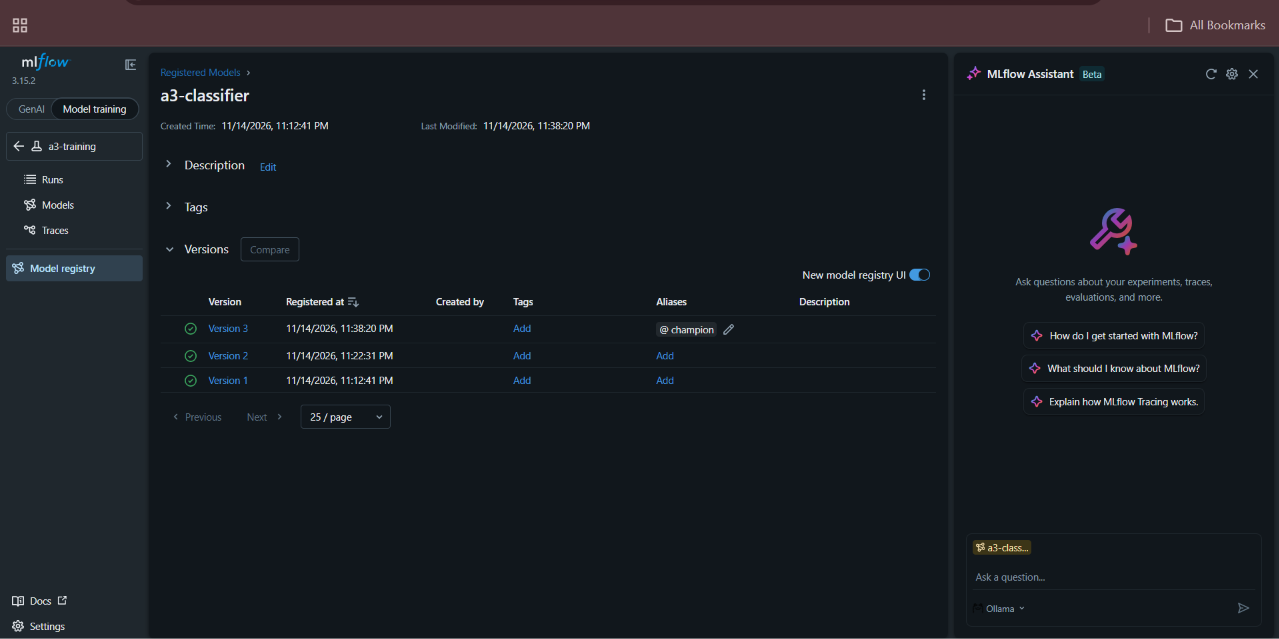 All Bookmarks
mlflow
3.15.2
GenAI Model training
a3-training
Runs
Models
Traces
Model registry
Docs
Settings
Registered Models
a3-classifier
Created Time: 11/14/2026, 11:12:41 PM Last Modified: 11/14/2026, 11:38:20 PM
Description Edit
Tags
Versions Compare
New model registry UI
Version Registered at Created by Tags Aliases Description
Version 3 11/14/2026, 11:38:20 PM Add @ champion
Version 2 11/14/2026, 11:22:31 PM Add Add
Version 1 11/14/2026, 11:12:41 PM Add Add
Previous Next 25 / page
MLflow Assistant Beta
Ask questions about your experiments, traces,
evaluations, and more.
How do I get started with MLflow?
What should I know about MLflow?
Explain how MLflow Tracing works.
a3-class...
Ask a question...
Ollama